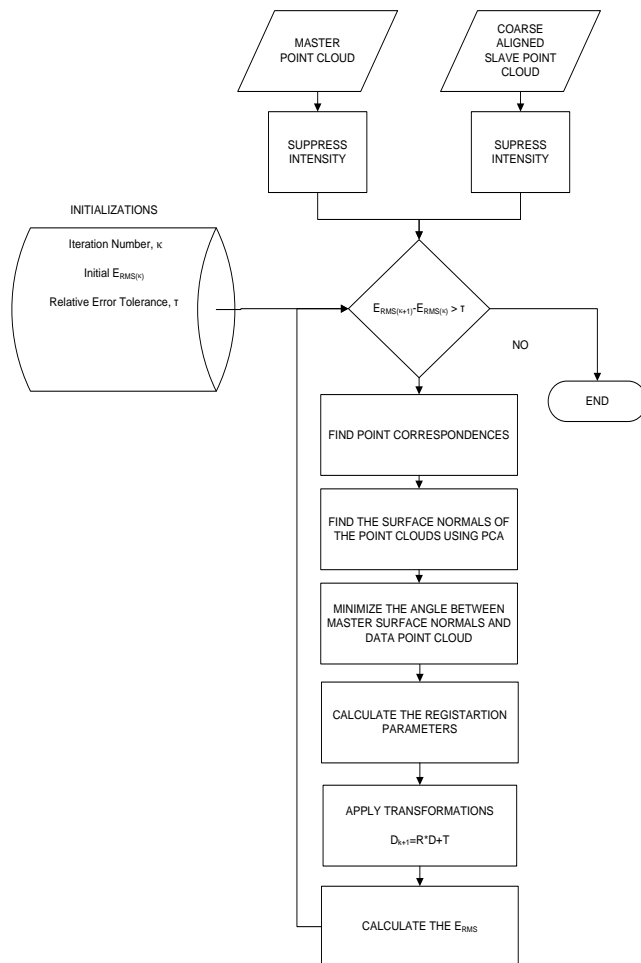 MASTER
POINT CLOUD
COARSE
ALIGNED
SLAVE POINT
CLOUD
SUPPRESS
INTENSITY
SUPRESS
INTENSITY
INITIALIZATIONS
Iteration Number, κ
Initial E_RMS(κ)
Relative Error Tolerance, τ
E_RMS(κ+1)-E_RMS(κ) > τ
NO
END
FIND POINT CORRESPONDENCES
FIND THE SURFACE NORMALS OF
THE POINT CLOUDS USING PCA
MINIMIZE THE ANGLE BETWEEN
MASTER SURFACE NORMALS AND
DATA POINT CLOUD
CALCULATE THE REGISTARTION
PARAMETERS
APPLY TRANSFORMATIONS
D_k+1=R*D+T
CALCULATE THE E_RMS